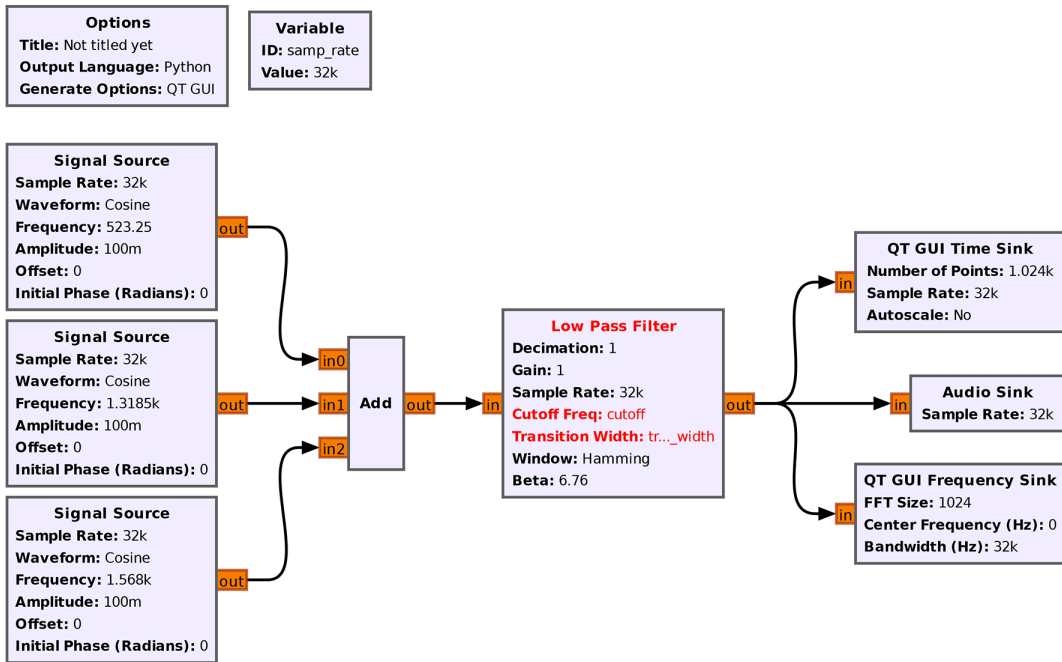 Options
Title: Not titled yet
Output Language: Python
Generate Options: QT GUI
Variable
ID: samp_rate
Value: 32k
Signal Source
Sample Rate: 32k
Waveform: Cosine
Frequency: 523.25
Amplitude: 100m
Offset: 0
Initial Phase (Radians): 0
out
Signal Source
Sample Rate: 32k
Waveform: Cosine
Frequency: 1.3185k
Amplitude: 100m
Offset: 0
Initial Phase (Radians): 0
out
Signal Source
Sample Rate: 32k
Waveform: Cosine
Frequency: 1.568k
Amplitude: 100m
Offset: 0
Initial Phase (Radians): 0
out
in0
in1
in2
Add
out
in
Low Pass Filter
Decimation: 1
Gain: 1
Sample Rate: 32k
Cutoff Freq: cutoff
Transition Width: tr..._width
Window: Hamming
Beta: 6.76
out
in
QT GUI Time Sink
Number of Points: 1.024k
Sample Rate: 32k
Autoscale: No
in
Audio Sink
Sample Rate: 32k
in
QT GUI Frequency Sink
FFT Size: 1024
Center Frequency (Hz): 0
Bandwidth (Hz): 32k